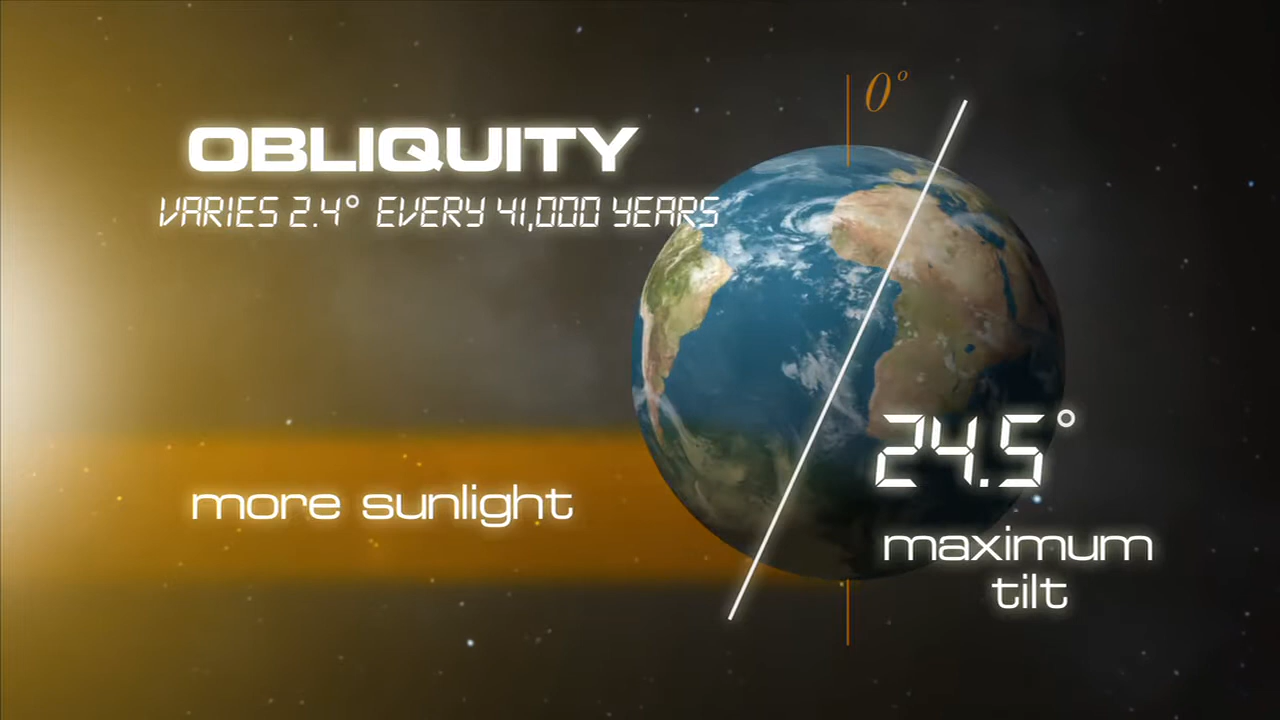 OBLIQUITY
VARIES 2.4° EVERY 41,000 YEARS
0°
24.5°
maximum
tilt
more sunlight